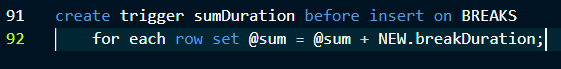 91 create trigger sumDuration before insert on BREAKS
92 for each row set @sum = @sum + NEW.breakDuration;